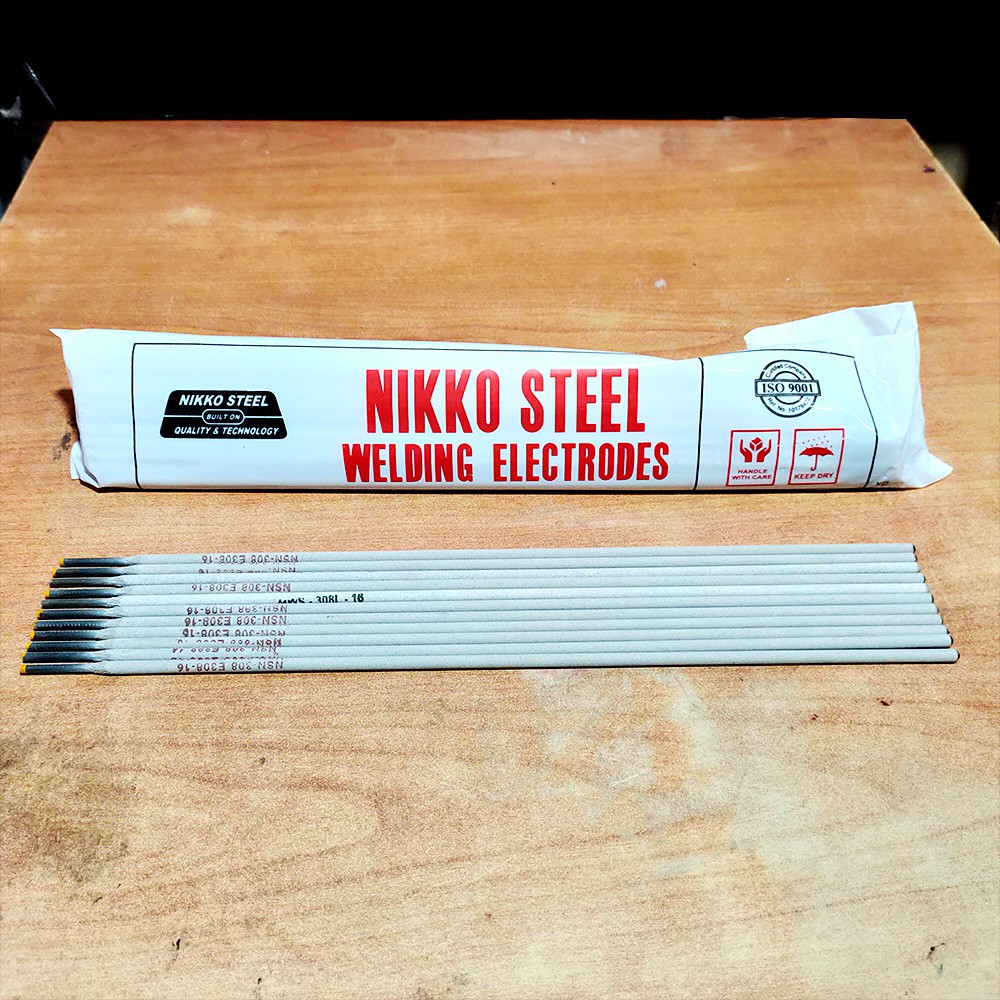 NIKKO STEEL
BUILT ON
QUALITY & TECHNOLOGY
NIKKO STEEL
WELDING ELECTRODES
Certified Company
ISO 9001
HANDLE
WITH CARE
KEEP DRY
NSN-308 E308-16
NSN-308 E308-16
308L - 16
NSN-308 E308-16
NSN-308 E308-16
NSN-308 E308-16
NSN 308 E308-16